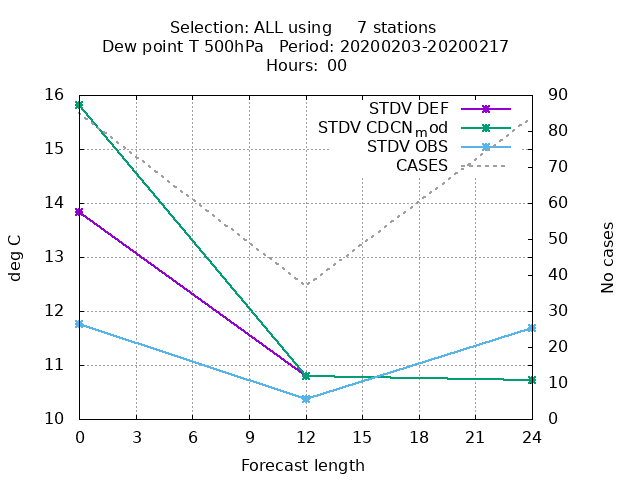 Selection: ALL using     7 stations
Dew point T 500hPa   Period: 20200203-20200217
Hours:  00
STDV DEF
STDV CDCN_mod
STDV OBS
CASES
deg C
No cases
16
15
14
13
12
11
10
90
80
70
60
50
40
30
20
10
0
0 3 6 9 12 15 18 21 24
Forecast length